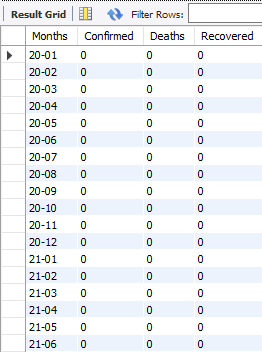 Result Grid Filter Rows:
Months Confirmed Deaths Recovered
20-01 0 0 0
20-02 0 0 0
20-03 0 0 0
20-04 0 0 0
20-05 0 0 0
20-06 0 0 0
20-07 0 0 0
20-08 0 0 0
20-09 0 0 0
20-10 0 0 0
20-11 0 0 0
20-12 0 0 0
21-01 0 0 0
21-02 0 0 0
21-03 0 0 0
21-04 0 0 0
21-05 0 0 0
21-06 0 0 0